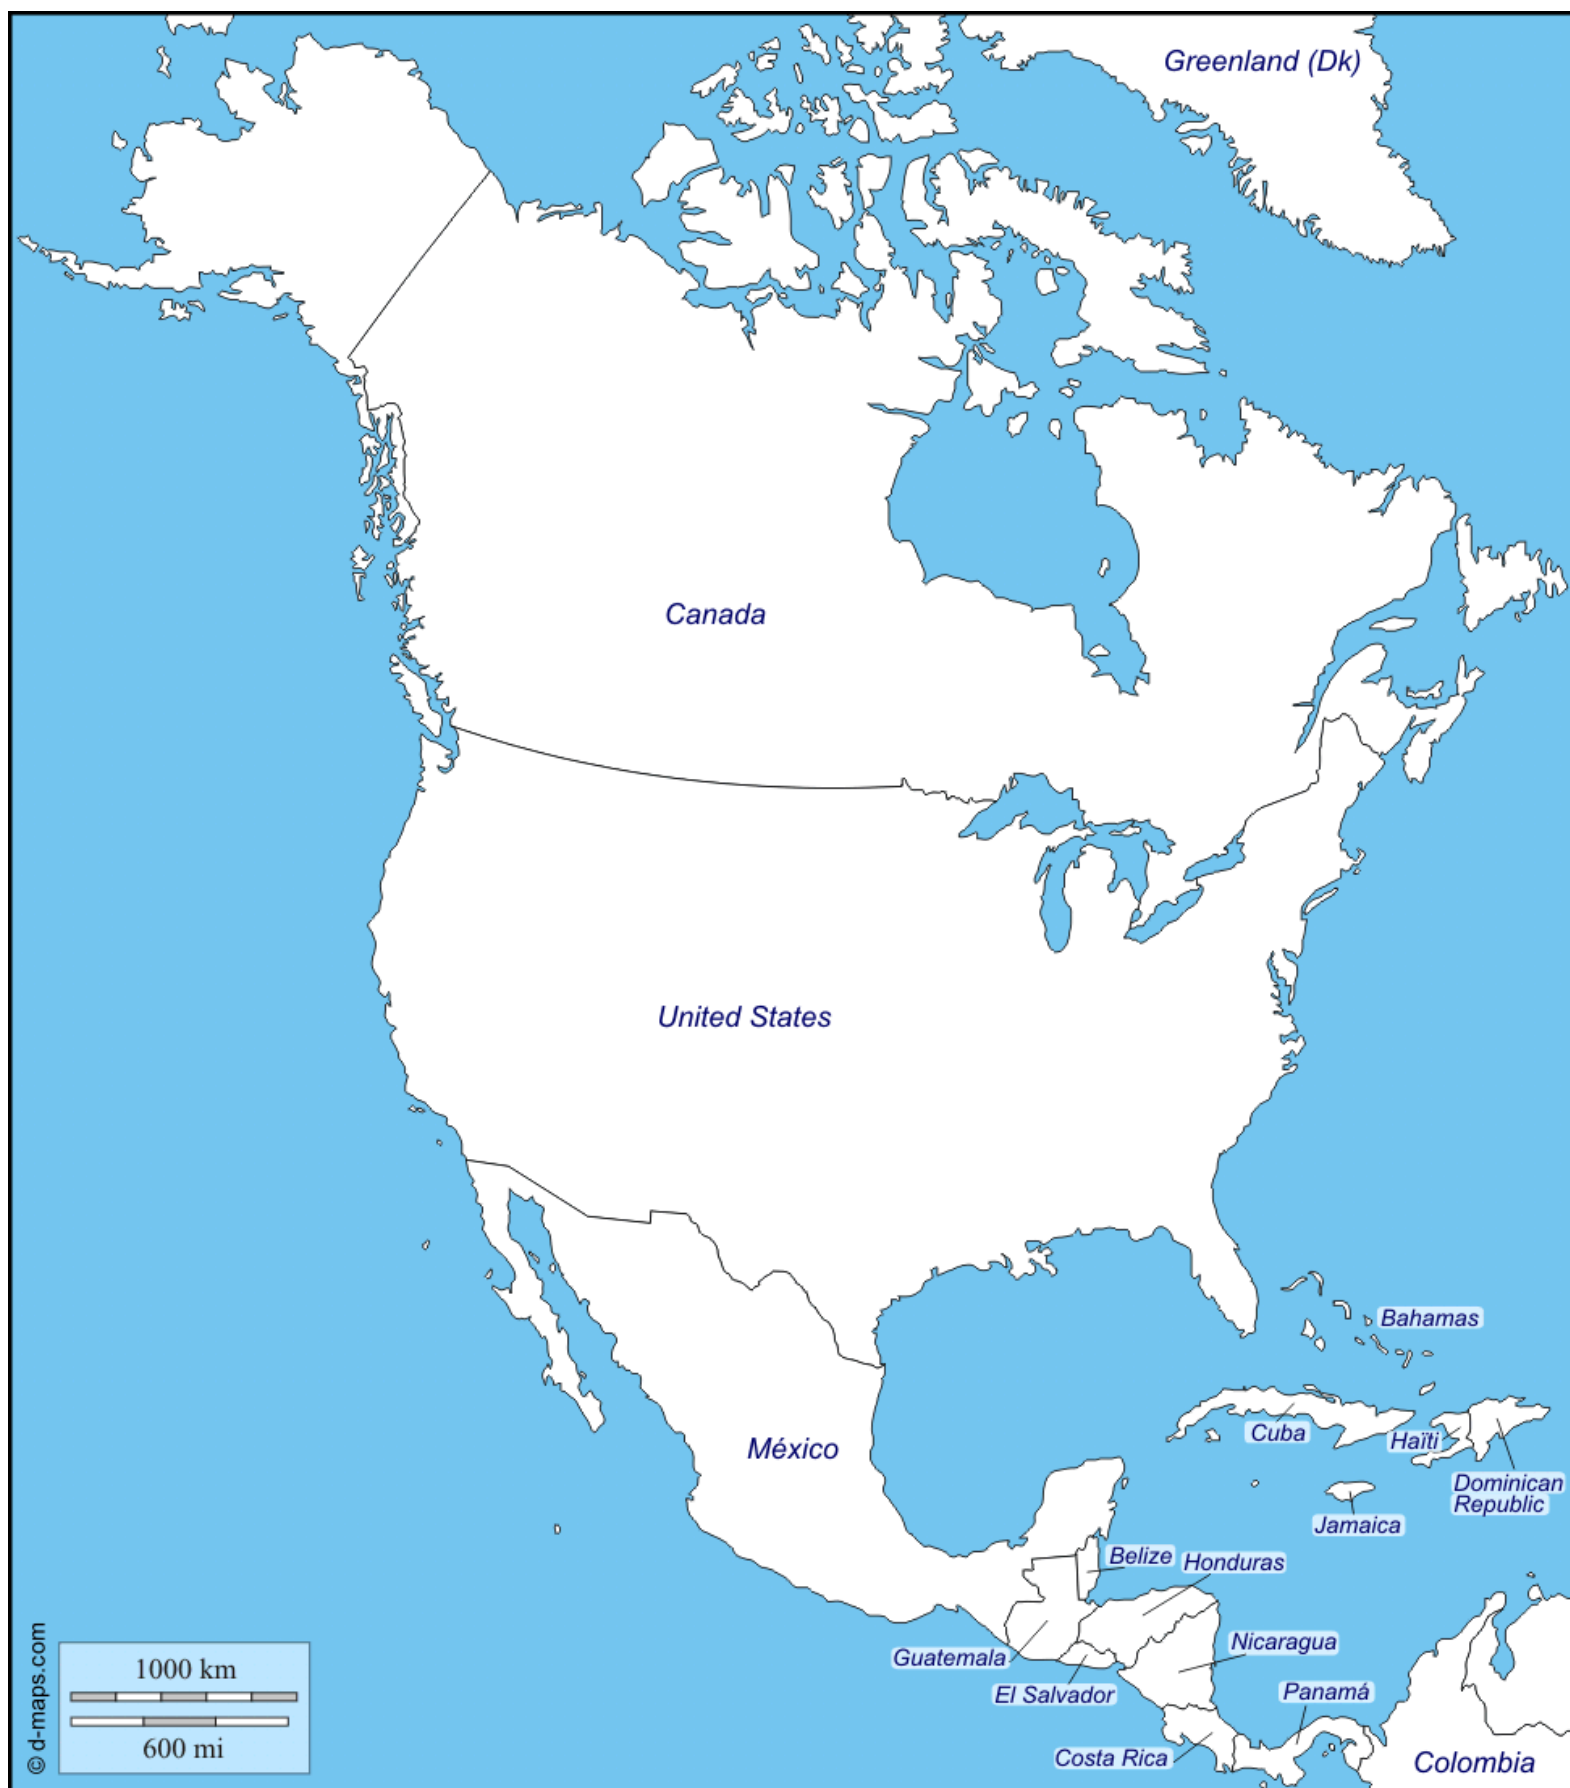 Greenland (Dk)
Canada
United States
Bahamas
México
Cuba
Haïti
Dominican
Republic
Jamaica
Belize
Honduras
Guatemala
Nicaragua
El Salvador
Panamá
Costa Rica
Colombia
1000 km
600 mi
© d-maps.com